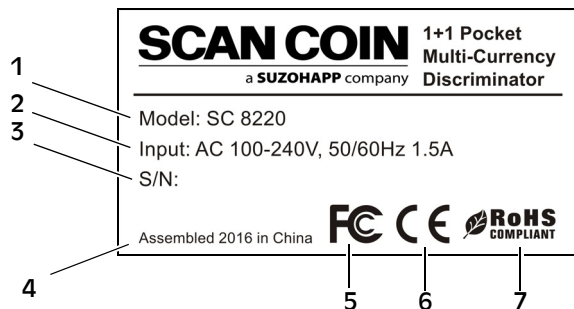 SCAN COIN
a SUZOHAPP company
1+1 Pocket
Multi-Currency
Discriminator
1
Model: SC 8220
2
Input: AC 100-240V, 50/60Hz 1.5A
3
S/N:
4
Assembled 2016 in China
FC
CE
RoHS
COMPLIANT
5
6
7